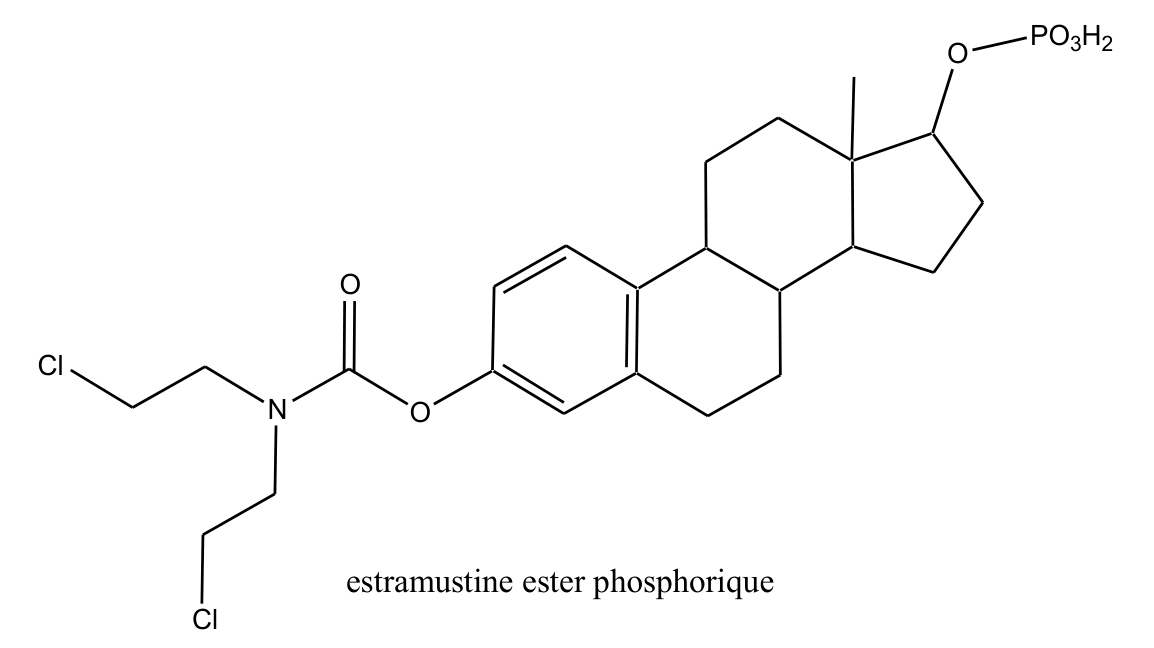 O
PO₃H₂
O
Cl
N
O
Cl
estramustine ester phosphorique